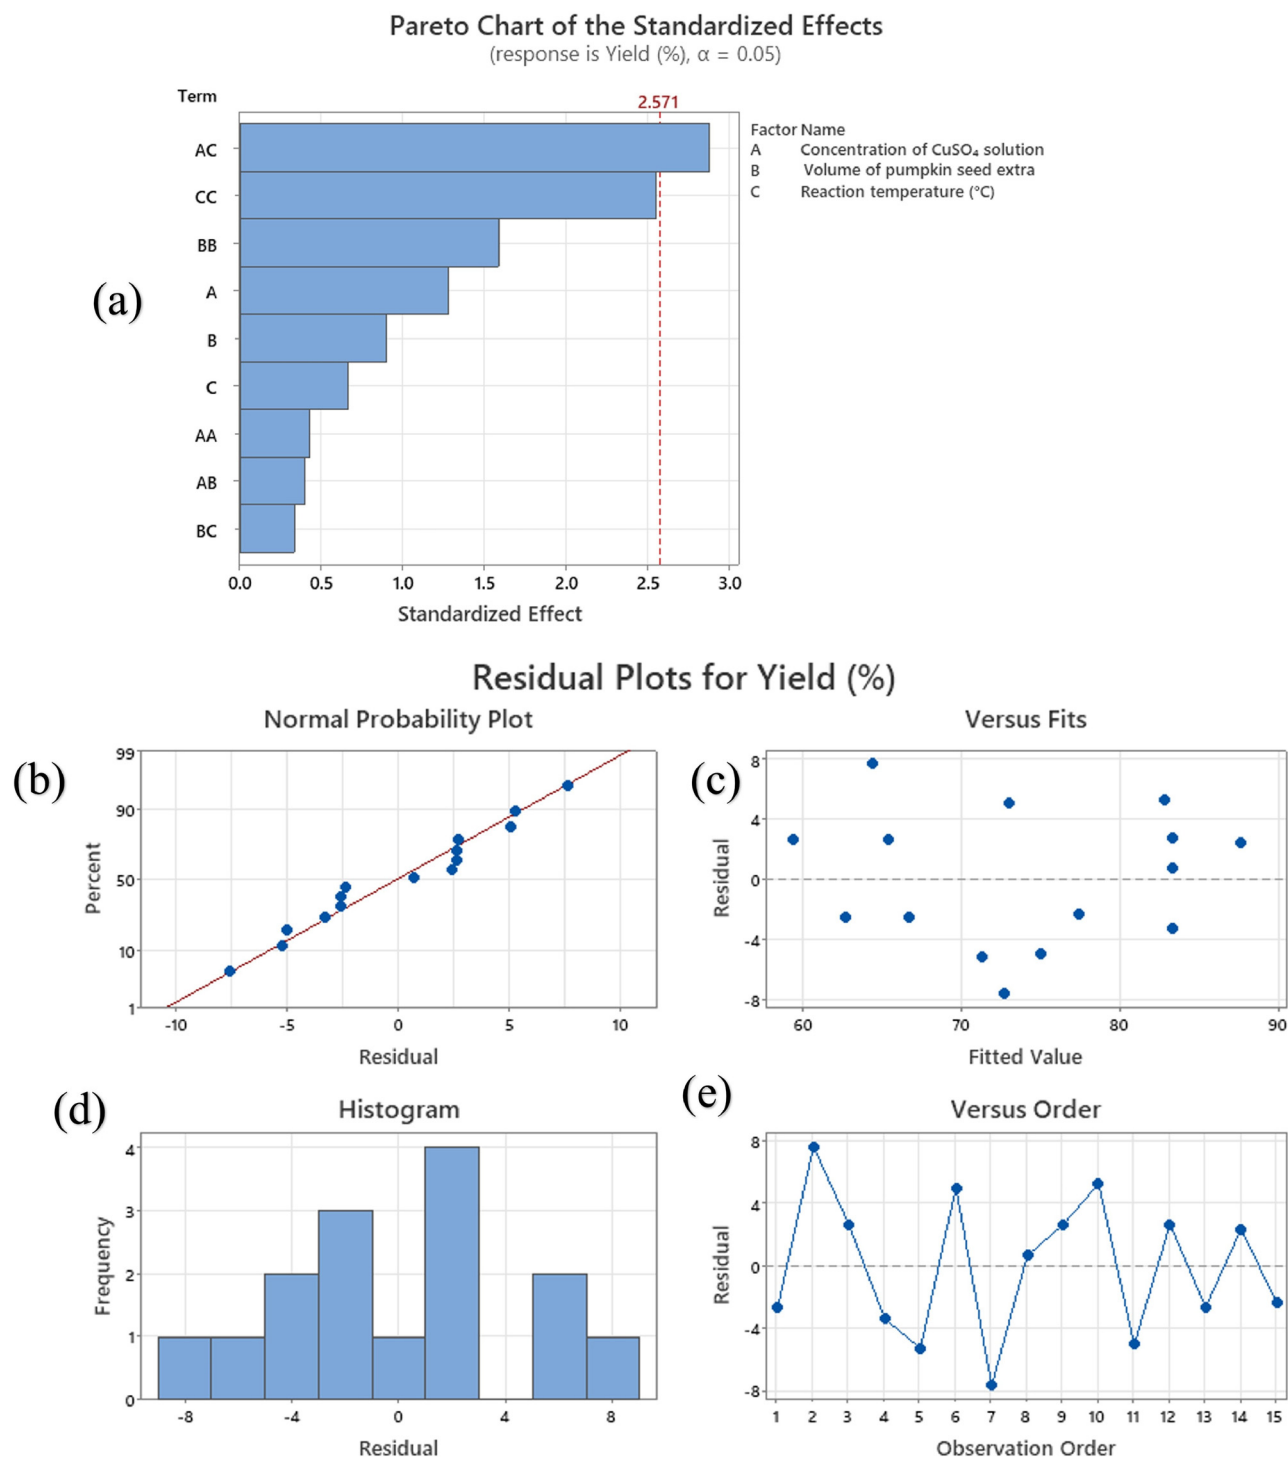 Pareto Chart of the Standardized Effects
(response is Yield (%), α = 0.05)
Term
2.571
AC
CC
BB
A
B
C
AA
AB
BC
Factor Name
A Concentration of CuSO₄ solution
B Volume of pumpkin seed extra
C Reaction temperature (°C)
(a)
0.0 0.5 1.0 1.5 2.0 2.5 3.0
Standardized Effect
Residual Plots for Yield (%)
Normal Probability Plot
(b)
99
90
50
10
1
Percent
-10 -5 0 5 10
Residual
Versus Fits
(c)
8
4
0
-4
-8
Residual
60 70 80 90
Fitted Value
(d)
Histogram
4
3
2
1
0
Frequency
-8 -4 0 4 8
Residual
(e)
Versus Order
8
4
0
-4
-8
Residual
1 2 3 4 5 6 7 8 9 10 11 12 13 14 15
Observation Order